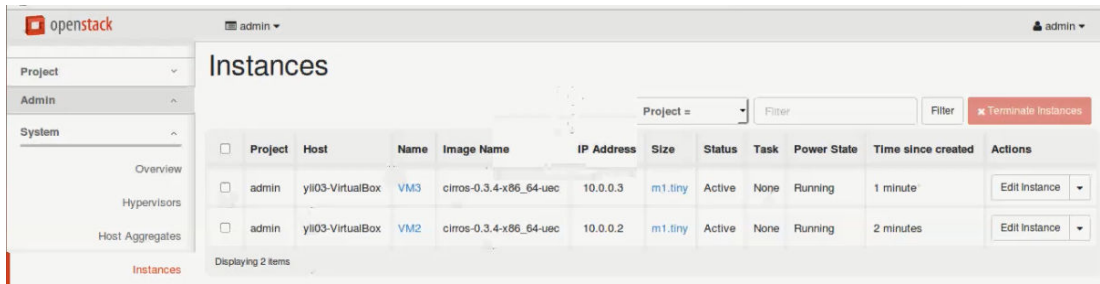 openstack admin admin
Project
Instances
Admin
Project = Filter Filter Terminate Instances
System
Project Host Name Image Name IP Address Size Status Task Power State Time since created Actions
Overview
admin yli03-VirtualBox VM3 cirros-0.3.4-x86_64-uec 10.0.0.3 m1.tiny Active None Running 1 minute Edit Instance
Hypervisors
admin yli03-VirtualBox VM2 cirros-0.3.4-x86_64-uec 10.0.0.2 m1.tiny Active None Running 2 minutes Edit Instance
Host Aggregates
Displaying 2 items
Instances